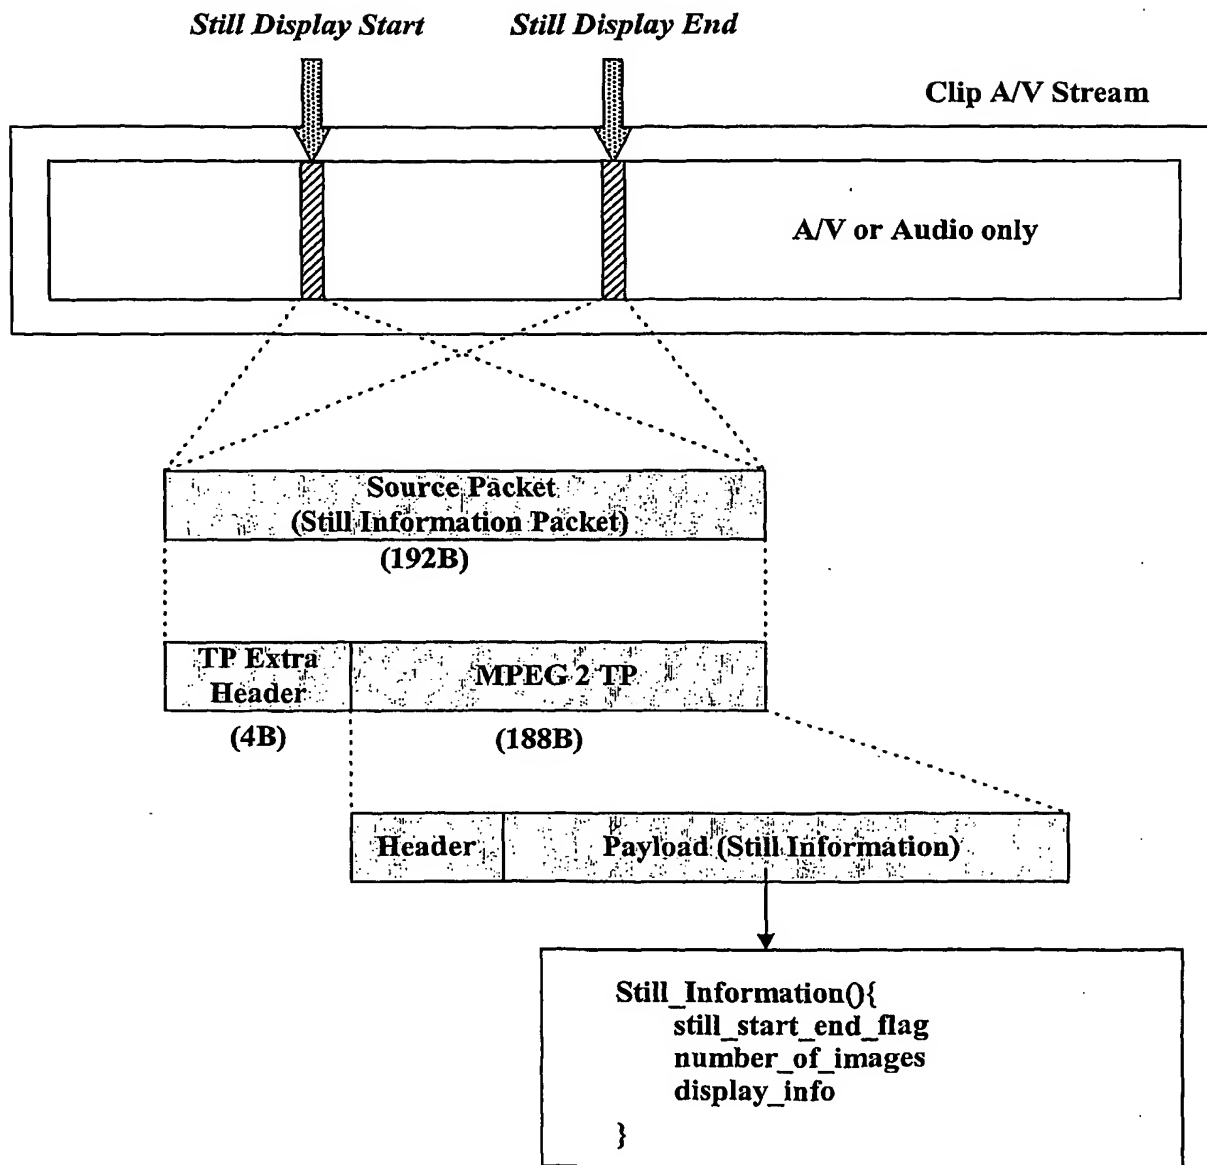 Still Display Start
Still Display End
Clip A/V Stream
A/V or Audio only
Source Packet
(Still Information Packet)
(192B)
TP Extra
Header
MPEG 2 TP
(4B)
(188B)
Header
Payload (Still Information)
Still_Information(){
still_start_end_flag
number_of_images
display_info
}